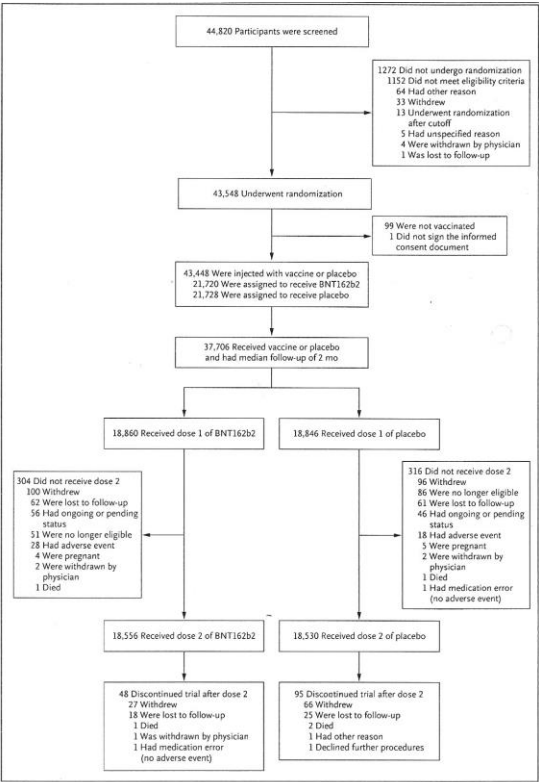 44,820 Participants were screened
1272 Did not undergo randomization
1152 Did not meet eligibility criteria
64 Had other reason
33 Withdrew
13 Underwent randomization
after cutoff
5 Had unspecified reason
4 Were withdrawn by physician
1 Was lost to follow-up
43,548 Underwent randomization
99 Were not vaccinated
1 Did not sign the informed
consent document
43,448 Were injected with vaccine or placebo
21,720 Were assigned to receive BNT162b2
21,728 Were assigned to receive placebo
37,706 Received vaccine or placebo
and had median follow-up of 2 mo
18,860 Received dose 1 of BNT162b2
18,846 Received dose 1 of placebo
304 Did not receive dose 2
100 Withdrew
62 Were lost to follow-up
56 Had ongoing or pending
status
51 Were no longer eligible
28 Had adverse event
4 Were pregnant
2 Were withdrawn by
physician
1 Died
316 Did not receive dose 2
96 Withdrew
86 Were no longer eligible
61 Were lost to follow-up
46 Had ongoing or pending
status
18 Had adverse event
5 Were pregnant
2 Were withdrawn by
physician
1 Died
1 Had medication error
(no adverse event)
18,556 Received dose 2 of BNT162b2
18,530 Received dose 2 of placebo
48 Discontinued trial after dose 2
27 Withdrew
18 Were lost to follow-up
1 Died
1 Was withdrawn by physician
1 Had medication error
(no adverse event)
95 Discontinued trial after dose 2
66 Withdrew
25 Were lost to follow-up
2 Died
1 Had other reason
1 Declined further procedures